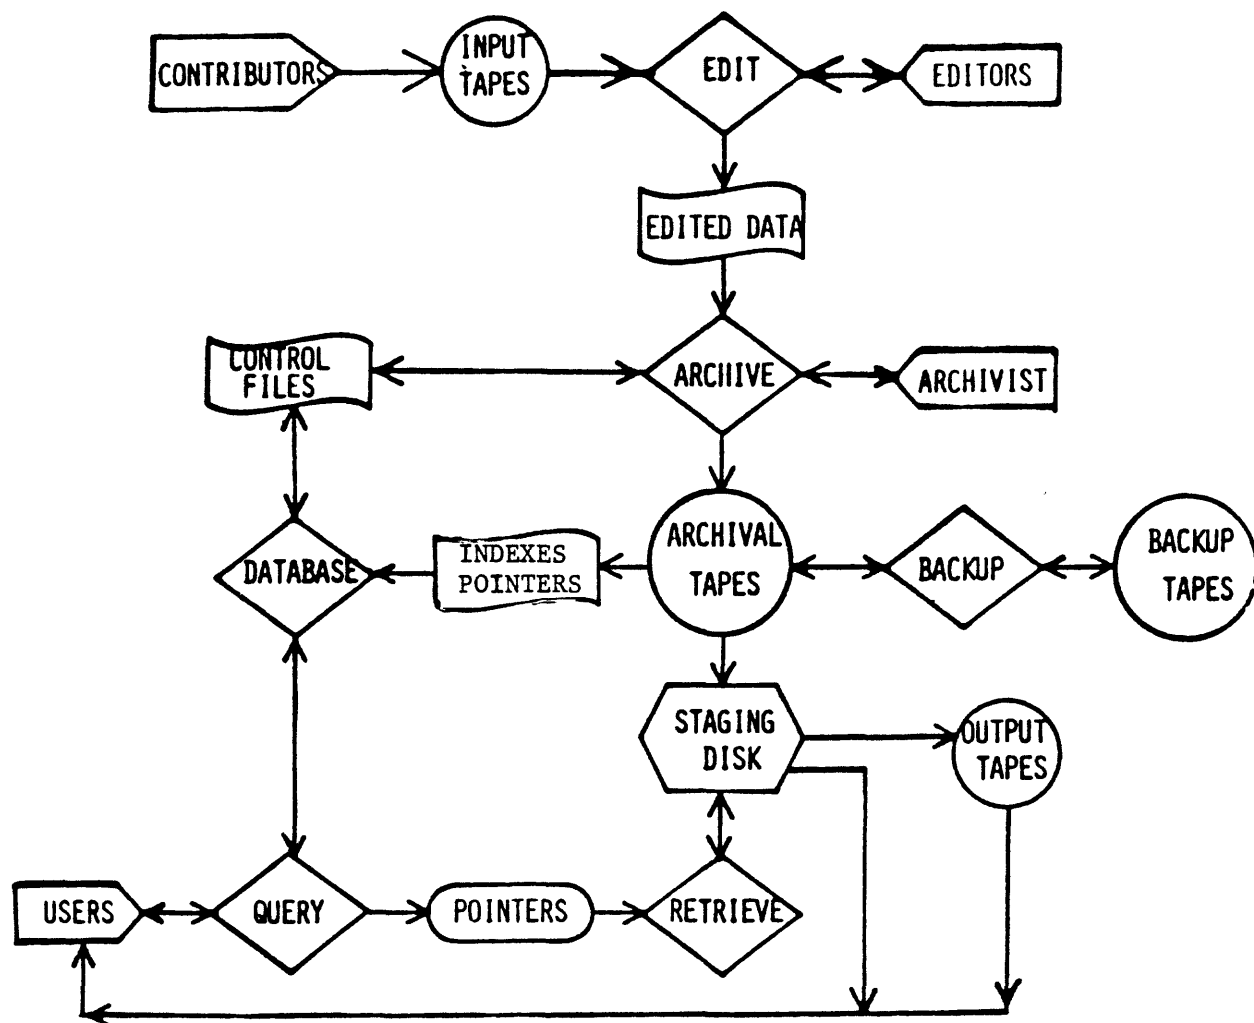 CONTRIBUTORS
INPUT
TAPES
EDIT
EDITORS
EDITED DATA
CONTROL
FILES
ARCHIVE
ARCHIVIST
DATABASE
INDEXES
POINTERS
ARCHIVAL
TAPES
BACKUP
BACKUP
TAPES
STAGING
DISK
OUTPUT
TAPES
USERS
QUERY
POINTERS
RETRIEVE